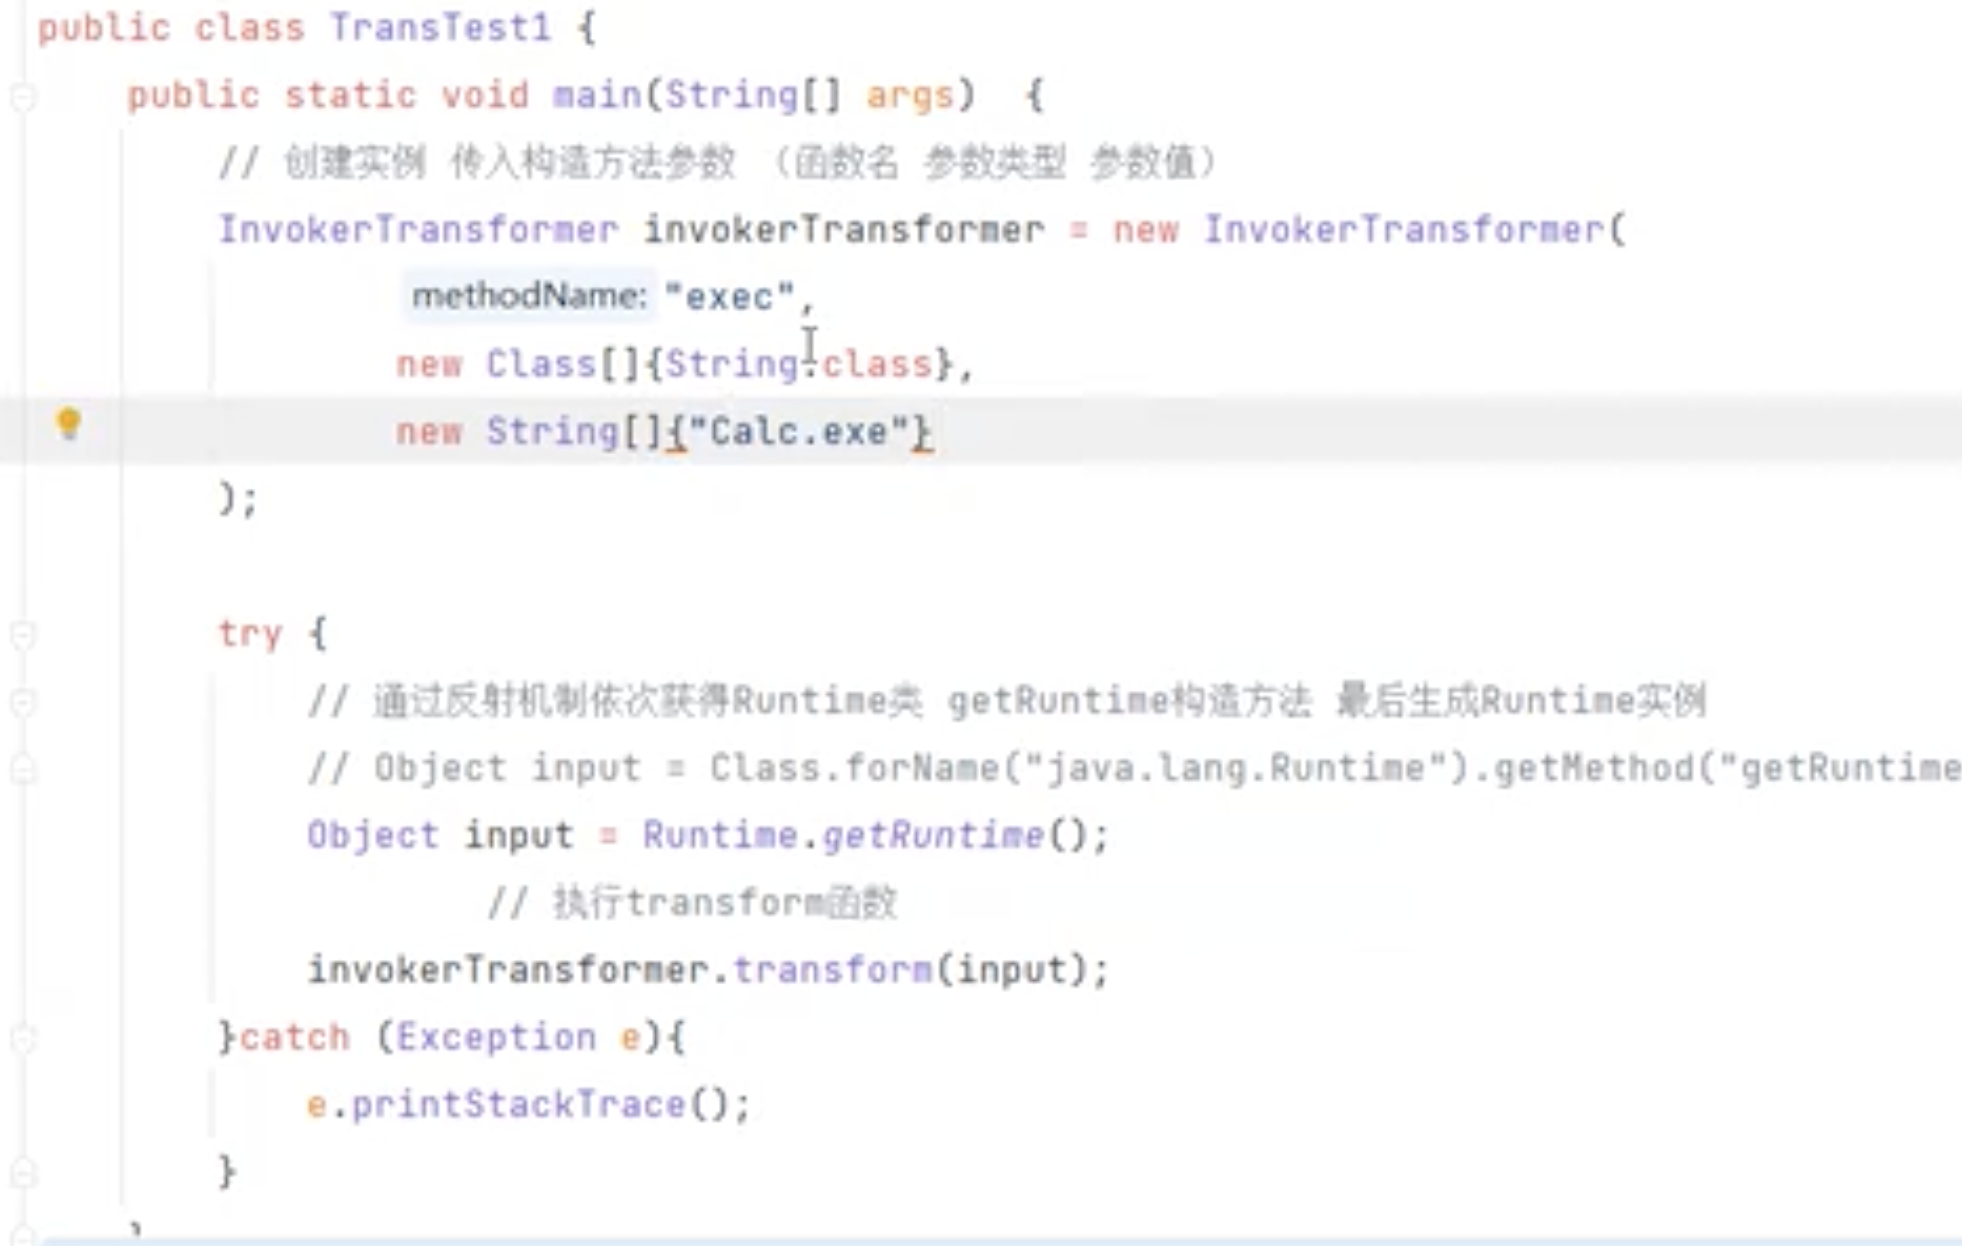 public class TransTest1 {
public static void main(String[] args)  {
// 创建实例 传入构造方法参数 （函数名 参数类型 参数值）
InvokerTransformer invokerTransformer = new InvokerTransformer(
methodName: "exec",
new Class[]{String.class},
new String[]{"Calc.exe"}
);
try {
// 通过反射机制依次获得Runtime类 getRuntime构造方法 最后生成Runtime实例
// Object input = Class.forName("java.lang.Runtime").getMethod("getRuntime
Object input = Runtime.getRuntime();
// 执行transform函数
invokerTransformer.transform(input);
}catch (Exception e){
e.printStackTrace();
}